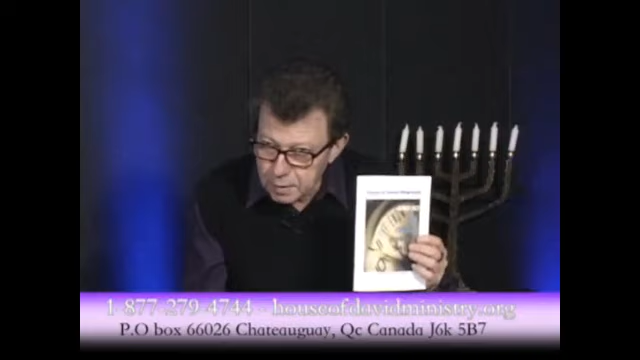 1-877-279-4744 - houseofdavidministry.org
P.O box 66026 Chateauguay, Qc Canada J6k 5B7